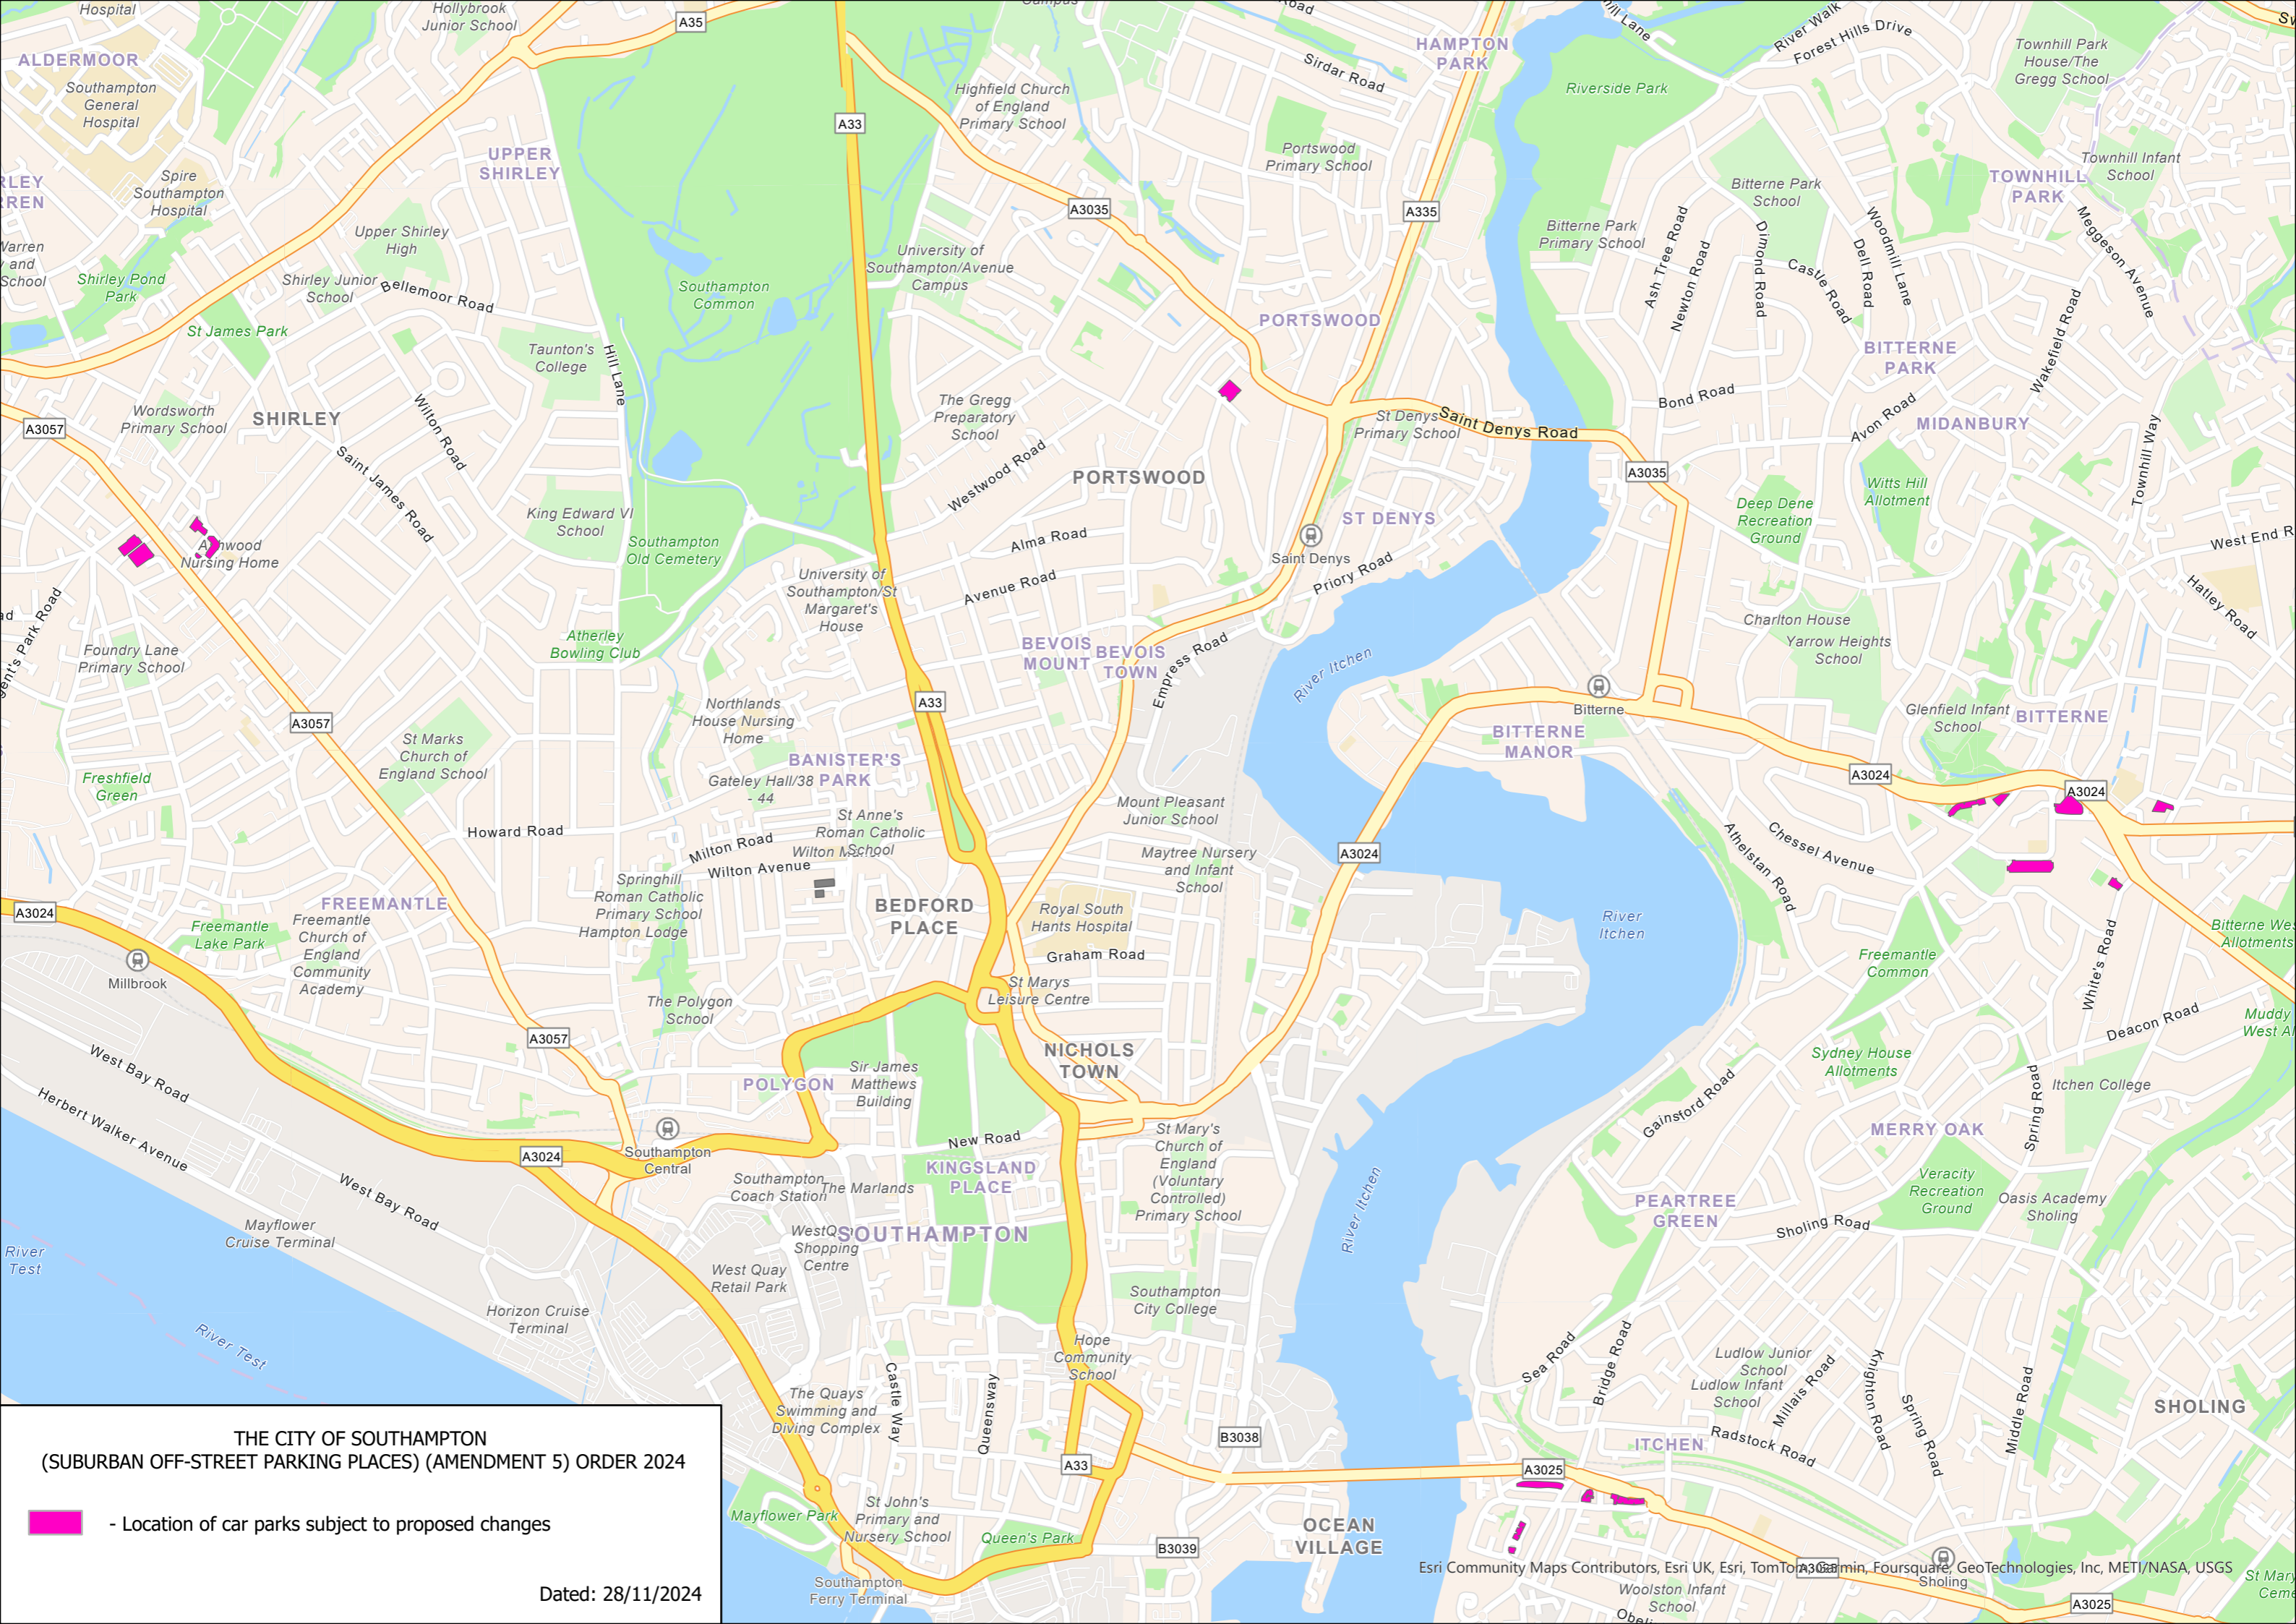 Hospital
Hollybrook
Junior School
A35
Campus
Road
HAMPTON
PARK
River Walk
Forest Hills Drive
Townhill Park
House/The
Gregg School
ALDERMOOR
Southampton
General
Hospital
Sirdar Road
Riverside Park
Highfield Church
of England
Primary School
A33
UPPER
SHIRLEY
Portswood
Primary School
Townhill Infant
School
Spire
Southampton
Hospital
TOWNHILL
PARK
Bitterne Park
School
A3035
A335
Bitterne Park
Primary School
Ash Tree Road
Newton Road
Dimond Road
Castle Road
Dell Road
Woodmill Lane
Meggeson Avenue
Upper Shirley
High
University of
Southampton/Avenue
Campus
Shirley Pond
Park
Shirley Junior
School
Bellemoor Road
Southampton
Common
St James Park
PORTSWOOD
BITTERNE
PARK
Wakefield Road
Taunton's
College
Hill Lane
Bond Road
Avon Road
MIDANBURY
Wordsworth
Primary School
SHIRLEY
Wilton Road
The Gregg
Preparatory
School
St Denys
Primary School
Saint Denys Road
A3057
Saint James Road
Westwood Road
PORTSWOOD
A3035
Townhill Way
Witts Hill
Allotment
Deep Dene
Recreation
Ground
King Edward VI
School
ST DENYS
Southampton
Old Cemetery
Alma Road
Saint Denys
West End R
Nursing Home
University of
Southampton/St
Margaret's
House
Avenue Road
Priory Road
Hatley Road
Charlton House
Yarrow Heights
School
Atherley
Bowling Club
Foundry Lane
Primary School
BEVOIS
MOUNT
BEVOIS
TOWN
Empress Road
River Itchen
A33
Bitterne
Northlands
House Nursing
Home
A3057
St Marks
Church of
England School
Glenfield Infant
School
BITTERNE
BITTERNE
MANOR
BANISTER'S
PARK
Gateley Hall/38
- 44
Freshfield
Green
A3024
A3024
Mount Pleasant
Junior School
St Anne's
Roman Catholic
School
Howard Road
Milton Road
Wilton Avenue
Maytree Nursery
and Infant
School
A3024
Athelstan Road
Chessel Avenue
Springhill
Roman Catholic
Primary School
Hampton Lodge
FREEMANTLE
A3024
Freemantle
Lake Park
Freemantle
Church of
England
Community
Academy
BEDFORD
PLACE
Royal South
Hants Hospital
River
Itchen
Bitterne Wes
Allotments
Graham Road
Freemantle
Common
White's Road
Millbrook
St Marys
Leisure Centre
The Polygon
School
Muddy
West Al
Deacon Road
A3057
NICHOLS
TOWN
Sydney House
Allotments
West Bay Road
POLYGON
Sir James
Matthews
Building
Itchen College
Gainsford Road
Spring Road
Herbert Walker Avenue
New Road
MERRY OAK
Southampton
Central
A3024
St Mary's
Church of
England
(Voluntary
Controlled)
Primary School
KINGSLAND
PLACE
Southampton
Coach Station
The Marlands
West Bay Road
River Itchen
PEARTREE
GREEN
Veracity
Recreation
Ground
Oasis Academy
Sholing
Mayflower
Cruise Terminal
SOUTHAMPTON
Shopping
Centre
Sholing Road
River
Test
West Quay
Retail Park
Southampton
City College
Horizon Cruise
Terminal
River Test
Hope
Community
School
Sea Road
Bridge Road
Ludlow Junior
School
Ludlow Infant
School
Millais Road
Knighton Road
Spring Road
Middle Road
SHOLING
The Quays
Swimming and
Diving Complex
Castle Way
Queensway
B3038
ITCHEN
Radstock Road
A33
A3025
THE CITY OF SOUTHAMPTON
(SUBURBAN OFF-STREET PARKING PLACES) (AMENDMENT 5) ORDER 2024
- Location of car parks subject to proposed changes
Dated: 28/11/2024
Mayflower Park
St John's
Primary and
Nursery School
Queen's Park
B3039
OCEAN
VILLAGE
Southampton
Ferry Terminal
Esri Community Maps Contributors, Esri UK, Esri, TomTom, Garmin, Foursquare, GeoTechnologies, Inc, METI/NASA, USGS
Sholing
Woolston Infant
School
A3025
St Mary
Ceme